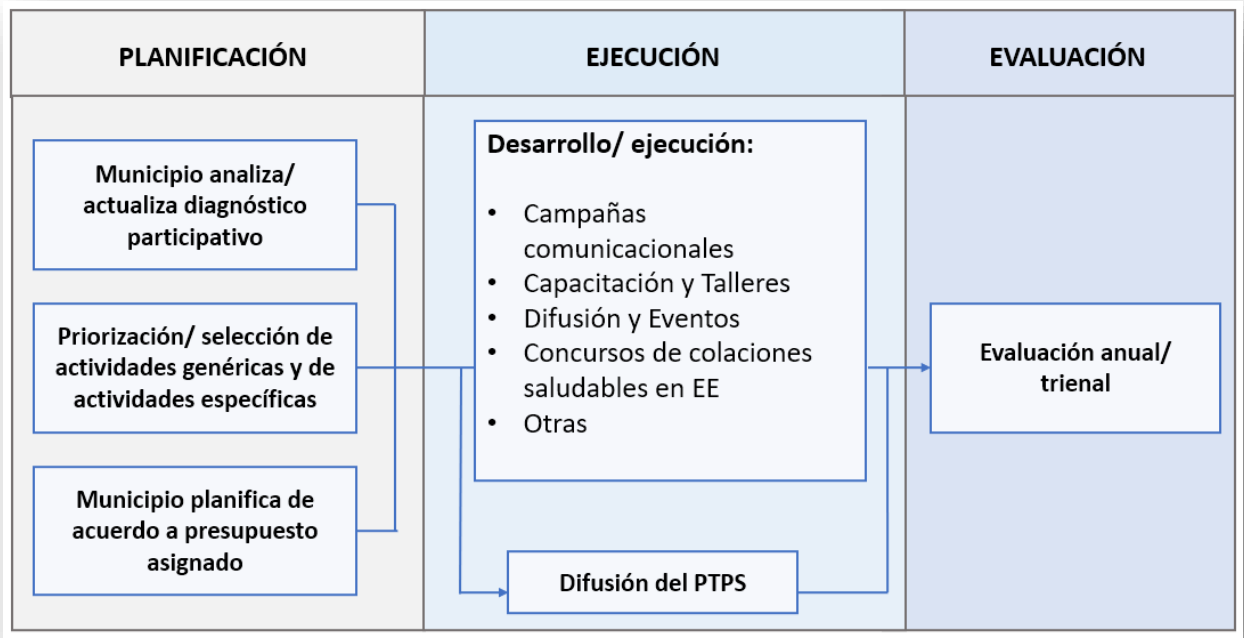 PLANIFICACIÓN
EJECUCIÓN
EVALUACIÓN
Municipio analiza/
actualiza diagnóstico
participativo
Priorización/ selección de
actividades genéricas y de
actividades específicas
Municipio planifica de
acuerdo a presupuesto
asignado
Desarrollo/ ejecución:
• Campañas
comunicacionales
• Capacitación y Talleres
• Difusión y Eventos
• Concursos de colaciones
saludables en EE
• Otras
Difusión del PTPS
Evaluación anual/
trienal